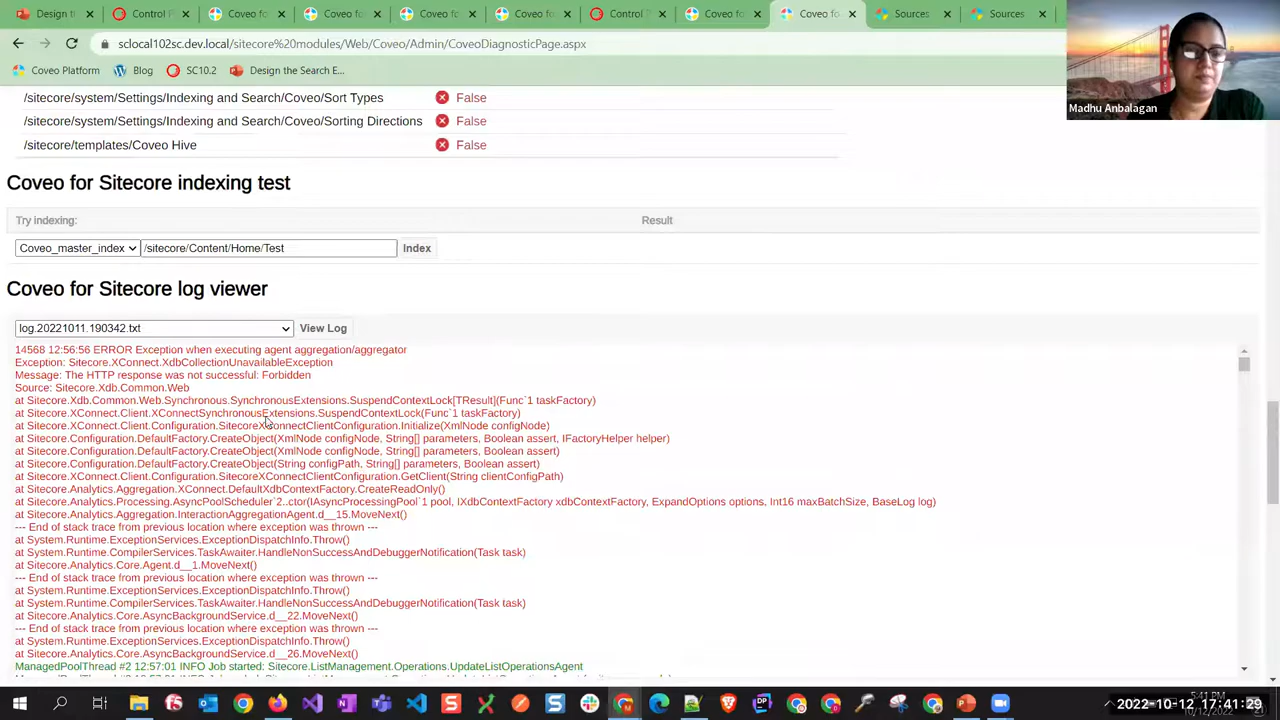 Design t
Control P
Coveo fo
Coveo fo
Coveo fo
Coveo fo
Control T
Coveo fo
Coveo fo
Sources
Sources
sclocal102sc.dev.local/sitecore%20modules/Web/Coveo/Admin/CoveoDiagnosticPage.aspx
Coveo Platform
Blog
SC10.2
Design the Search E...
Madhu Anbalagan
/sitecore/system/Settings/Indexing and Search/Coveo/Sort Types False
/sitecore/system/Settings/Indexing and Search/Coveo/Sorting Directions False
/sitecore/templates/Coveo Hive False
Coveo for Sitecore indexing test
Try indexing: Result
Coveo_master_index /sitecore/Content/Home/Test Index
Coveo for Sitecore log viewer
log.20221011.190342.txt View Log
14568 12:56:56 ERROR Exception when executing agent aggregation/aggregator
Exception: Sitecore.XConnect.XdbCollectionUnavailableException
Message: The HTTP response was not successful: Forbidden
Source: Sitecore.Xdb.Common.Web
at Sitecore.Xdb.Common.Web.Synchronous.SynchronousExtensions.SuspendContextLock[TResult](Func`1 taskFactory)
at Sitecore.XConnect.Client.XConnectSynchronousExtensions.SuspendContextLock(Func`1 taskFactory)
at Sitecore.XConnect.Client.Configuration.SitecoreXConnectClientConfiguration.Initialize(XmlNode configNode)
at Sitecore.Configuration.DefaultFactory.CreateObject(XmlNode configNode, String[] parameters, Boolean assert, IFactoryHelper helper)
at Sitecore.Configuration.DefaultFactory.CreateObject(XmlNode configNode, String[] parameters, Boolean assert)
at Sitecore.Configuration.DefaultFactory.CreateObject(String configPath, String[] parameters, Boolean assert)
at Sitecore.XConnect.Client.Configuration.SitecoreXConnectClientConfiguration.GetClient(String clientConfigPath)
at Sitecore.Analytics.Aggregation.XConnect.DefaultXdbContextFactory.CreateReadOnly()
at Sitecore.Analytics.Processing.AsyncPoolScheduler`2..ctor(IAsyncProcessingPool`1 pool, IXdbContextFactory xdbContextFactory, ExpandOptions options, Int16 maxBatchSize, BaseLog log)
at Sitecore.Analytics.Aggregation.InteractionAggregationAgent.d__15.MoveNext()
--- End of stack trace from previous location where exception was thrown ---
at System.Runtime.ExceptionServices.ExceptionDispatchInfo.Throw()
at System.Runtime.CompilerServices.TaskAwaiter.HandleNonSuccessAndDebuggerNotification(Task task)
at Sitecore.Analytics.Core.Agent.d__1.MoveNext()
--- End of stack trace from previous location where exception was thrown ---
at System.Runtime.ExceptionServices.ExceptionDispatchInfo.Throw()
at System.Runtime.CompilerServices.TaskAwaiter.HandleNonSuccessAndDebuggerNotification(Task task)
at Sitecore.Analytics.Core.AsyncBackgroundService.d__22.MoveNext()
--- End of stack trace from previous location where exception was thrown ---
at System.Runtime.ExceptionServices.ExceptionDispatchInfo.Throw()
at Sitecore.Analytics.Core.AsyncBackgroundService.d__26.MoveNext()
ManagedPoolThread #2 12:57:01 INFO Job started: Sitecore.ListManagement.Operations.UpdateListOperationsAgent
5:41 PM
2022-10-12 17:41:29
10/12/2022